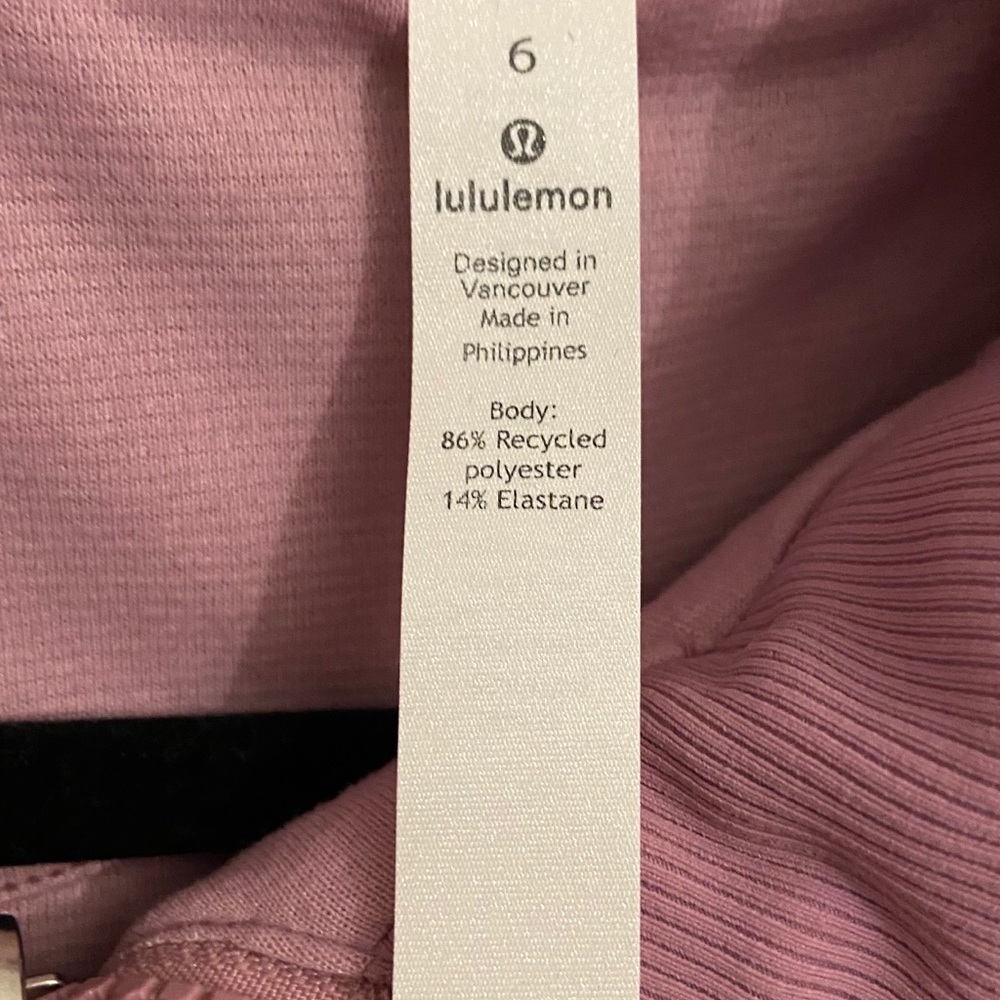 6
lululemon
Designed in
Vancouver
Made in
Philippines
Body:
86% Recycled
polyester
14% Elastane